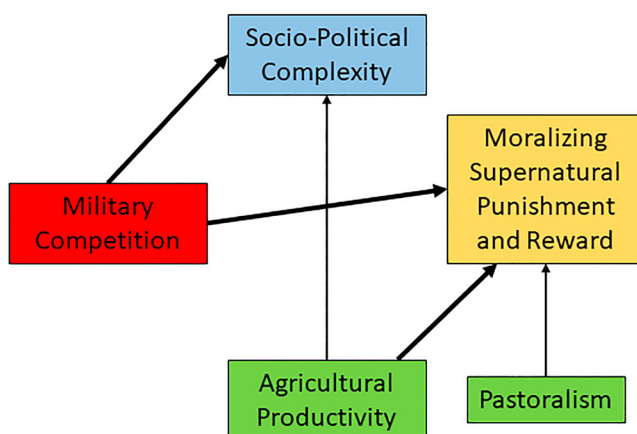 Socio-Political
Complexity
Moralizing
Supernatural
Punishment
and Reward
Military
Competition
Agricultural
Productivity
Pastoralism